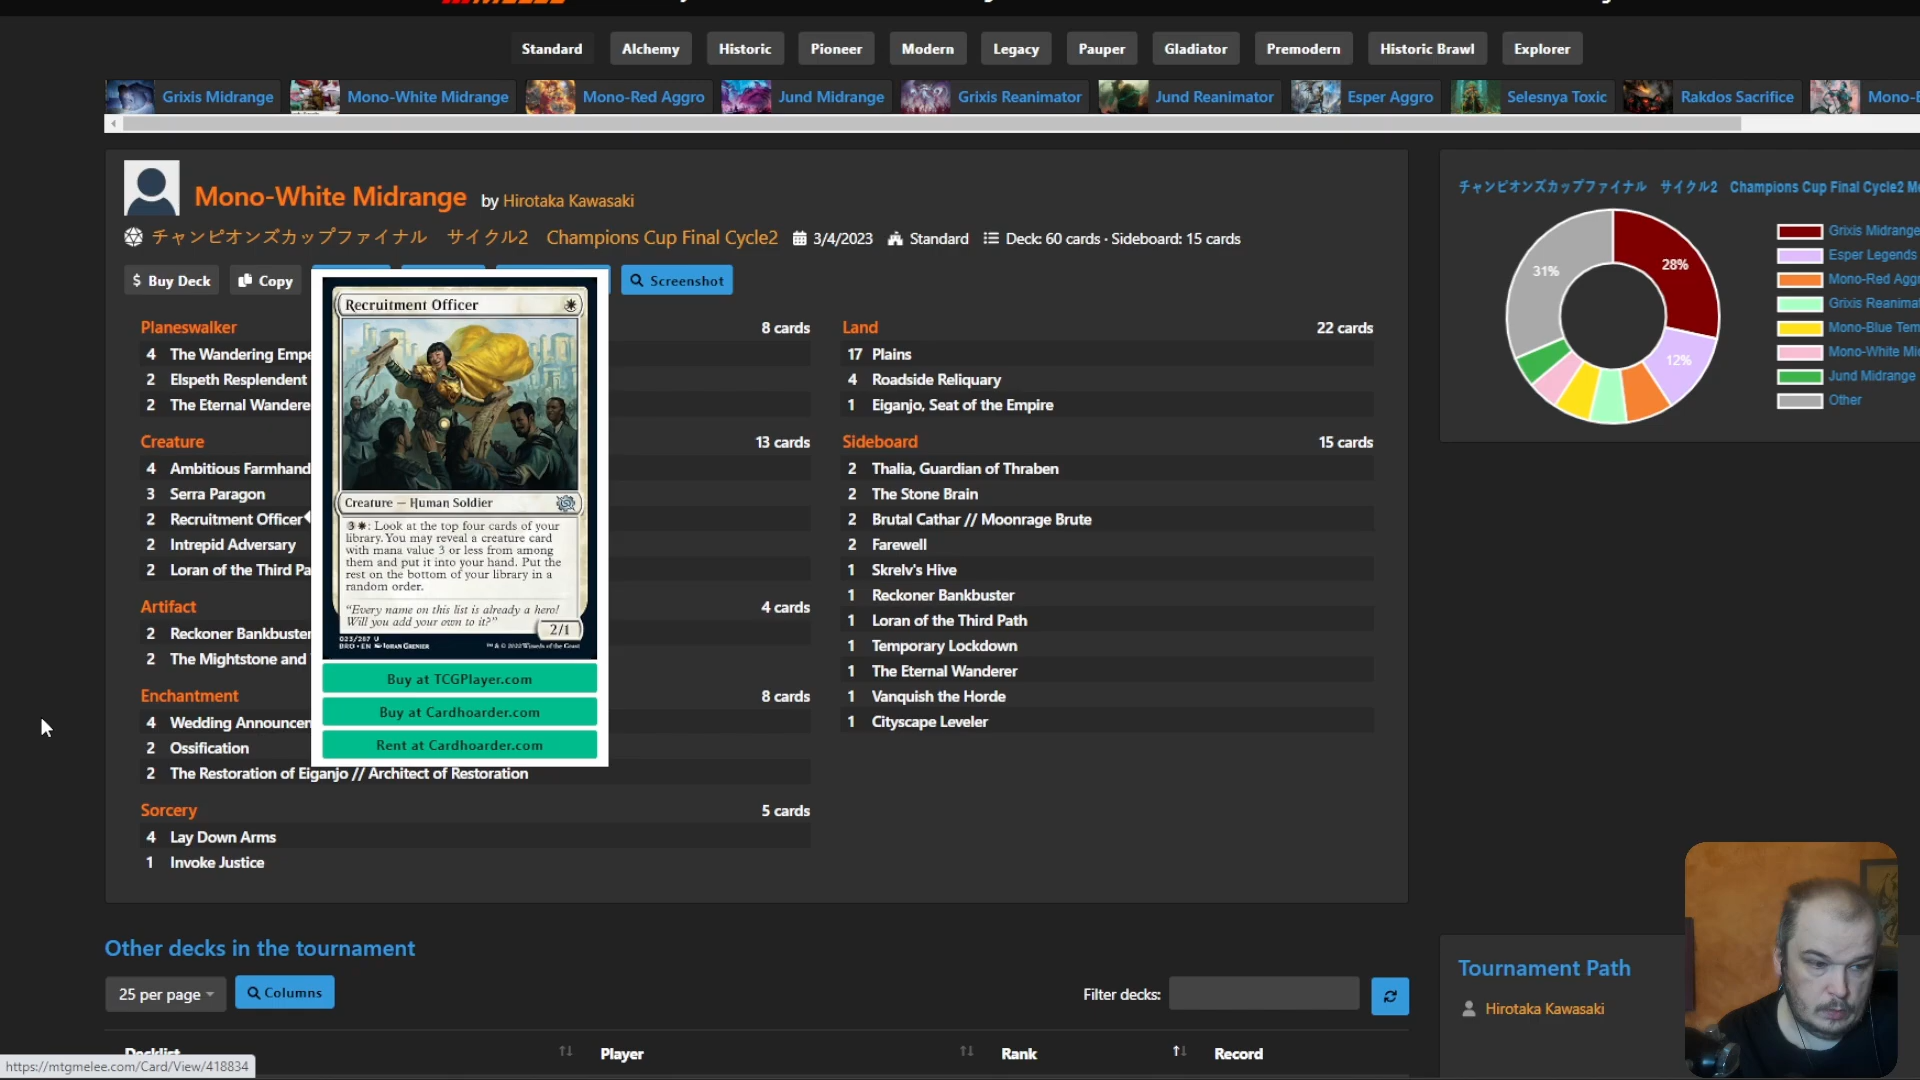 Standard
Alchemy
Historic
Pioneer
Modern
Legacy
Pauper
Gladiator
Premodern
Historic Brawl
Explorer
Grixis Midrange
Mono-White Midrange
Mono-Red Aggro
Jund Midrange
Grixis Reanimator
Jund Reanimator
Esper Aggro
Selesnya Toxic
Rakdos Sacrifice
Mono-B
Mono-White Midrange by Hirotaka Kawasaki
チャンピオンズカップファイナル サイクル2 Champions Cup Final Cycle2 3/4/2023 Standard Deck: 60 cards · Sideboard: 15 cards
$ Buy Deck
Copy
Screenshot
Planeswalker 8 cards
4 The Wandering Empe
2 Elspeth Resplendent
2 The Eternal Wandere
Creature 13 cards
4 Ambitious Farmhand
3 Serra Paragon
2 Recruitment Officer
2 Intrepid Adversary
2 Loran of the Third Pa
Artifact 4 cards
2 Reckoner Bankbuster
2 The Mightstone and
Enchantment 8 cards
4 Wedding Announcen
2 Ossification
2 The Restoration of Eiganjo // Architect of Restoration
Sorcery 5 cards
4 Lay Down Arms
1 Invoke Justice
Recruitment Officer
Creature — Human Soldier
3: Look at the top four cards of your
library. You may reveal a creature card
with mana value 3 or less from among
them and put it into your hand. Put the
rest on the bottom of your library in a
random order.
"Every name on this list is already a hero!
Will you add your own to it?"
2/1
023/287 U
BRO • EN
Buy at TCGPlayer.com
Buy at Cardhoarder.com
Rent at Cardhoarder.com
Land 22 cards
17 Plains
4 Roadside Reliquary
1 Eiganjo, Seat of the Empire
Sideboard 15 cards
2 Thalia, Guardian of Thraben
2 The Stone Brain
2 Brutal Cathar // Moonrage Brute
2 Farewell
1 Skrelv's Hive
1 Reckoner Bankbuster
1 Loran of the Third Path
1 Temporary Lockdown
1 The Eternal Wanderer
1 Vanquish the Horde
1 Cityscape Leveler
チャンピオンズカップファイナル サイクル2 Champions Cup Final Cycle2 Me
31%
28%
12%
Grixis Midrange
Esper Legends
Mono-Red Aggr
Grixis Reanimat
Mono-Blue Tem
Mono-White Mi
Jund Midrange
Other
Other decks in the tournament
25 per page
Columns
Filter decks:
Decklist
Player
Rank
Record
Tournament Path
Hirotaka Kawasaki
https://mtgmelee.com/Card/View/418834